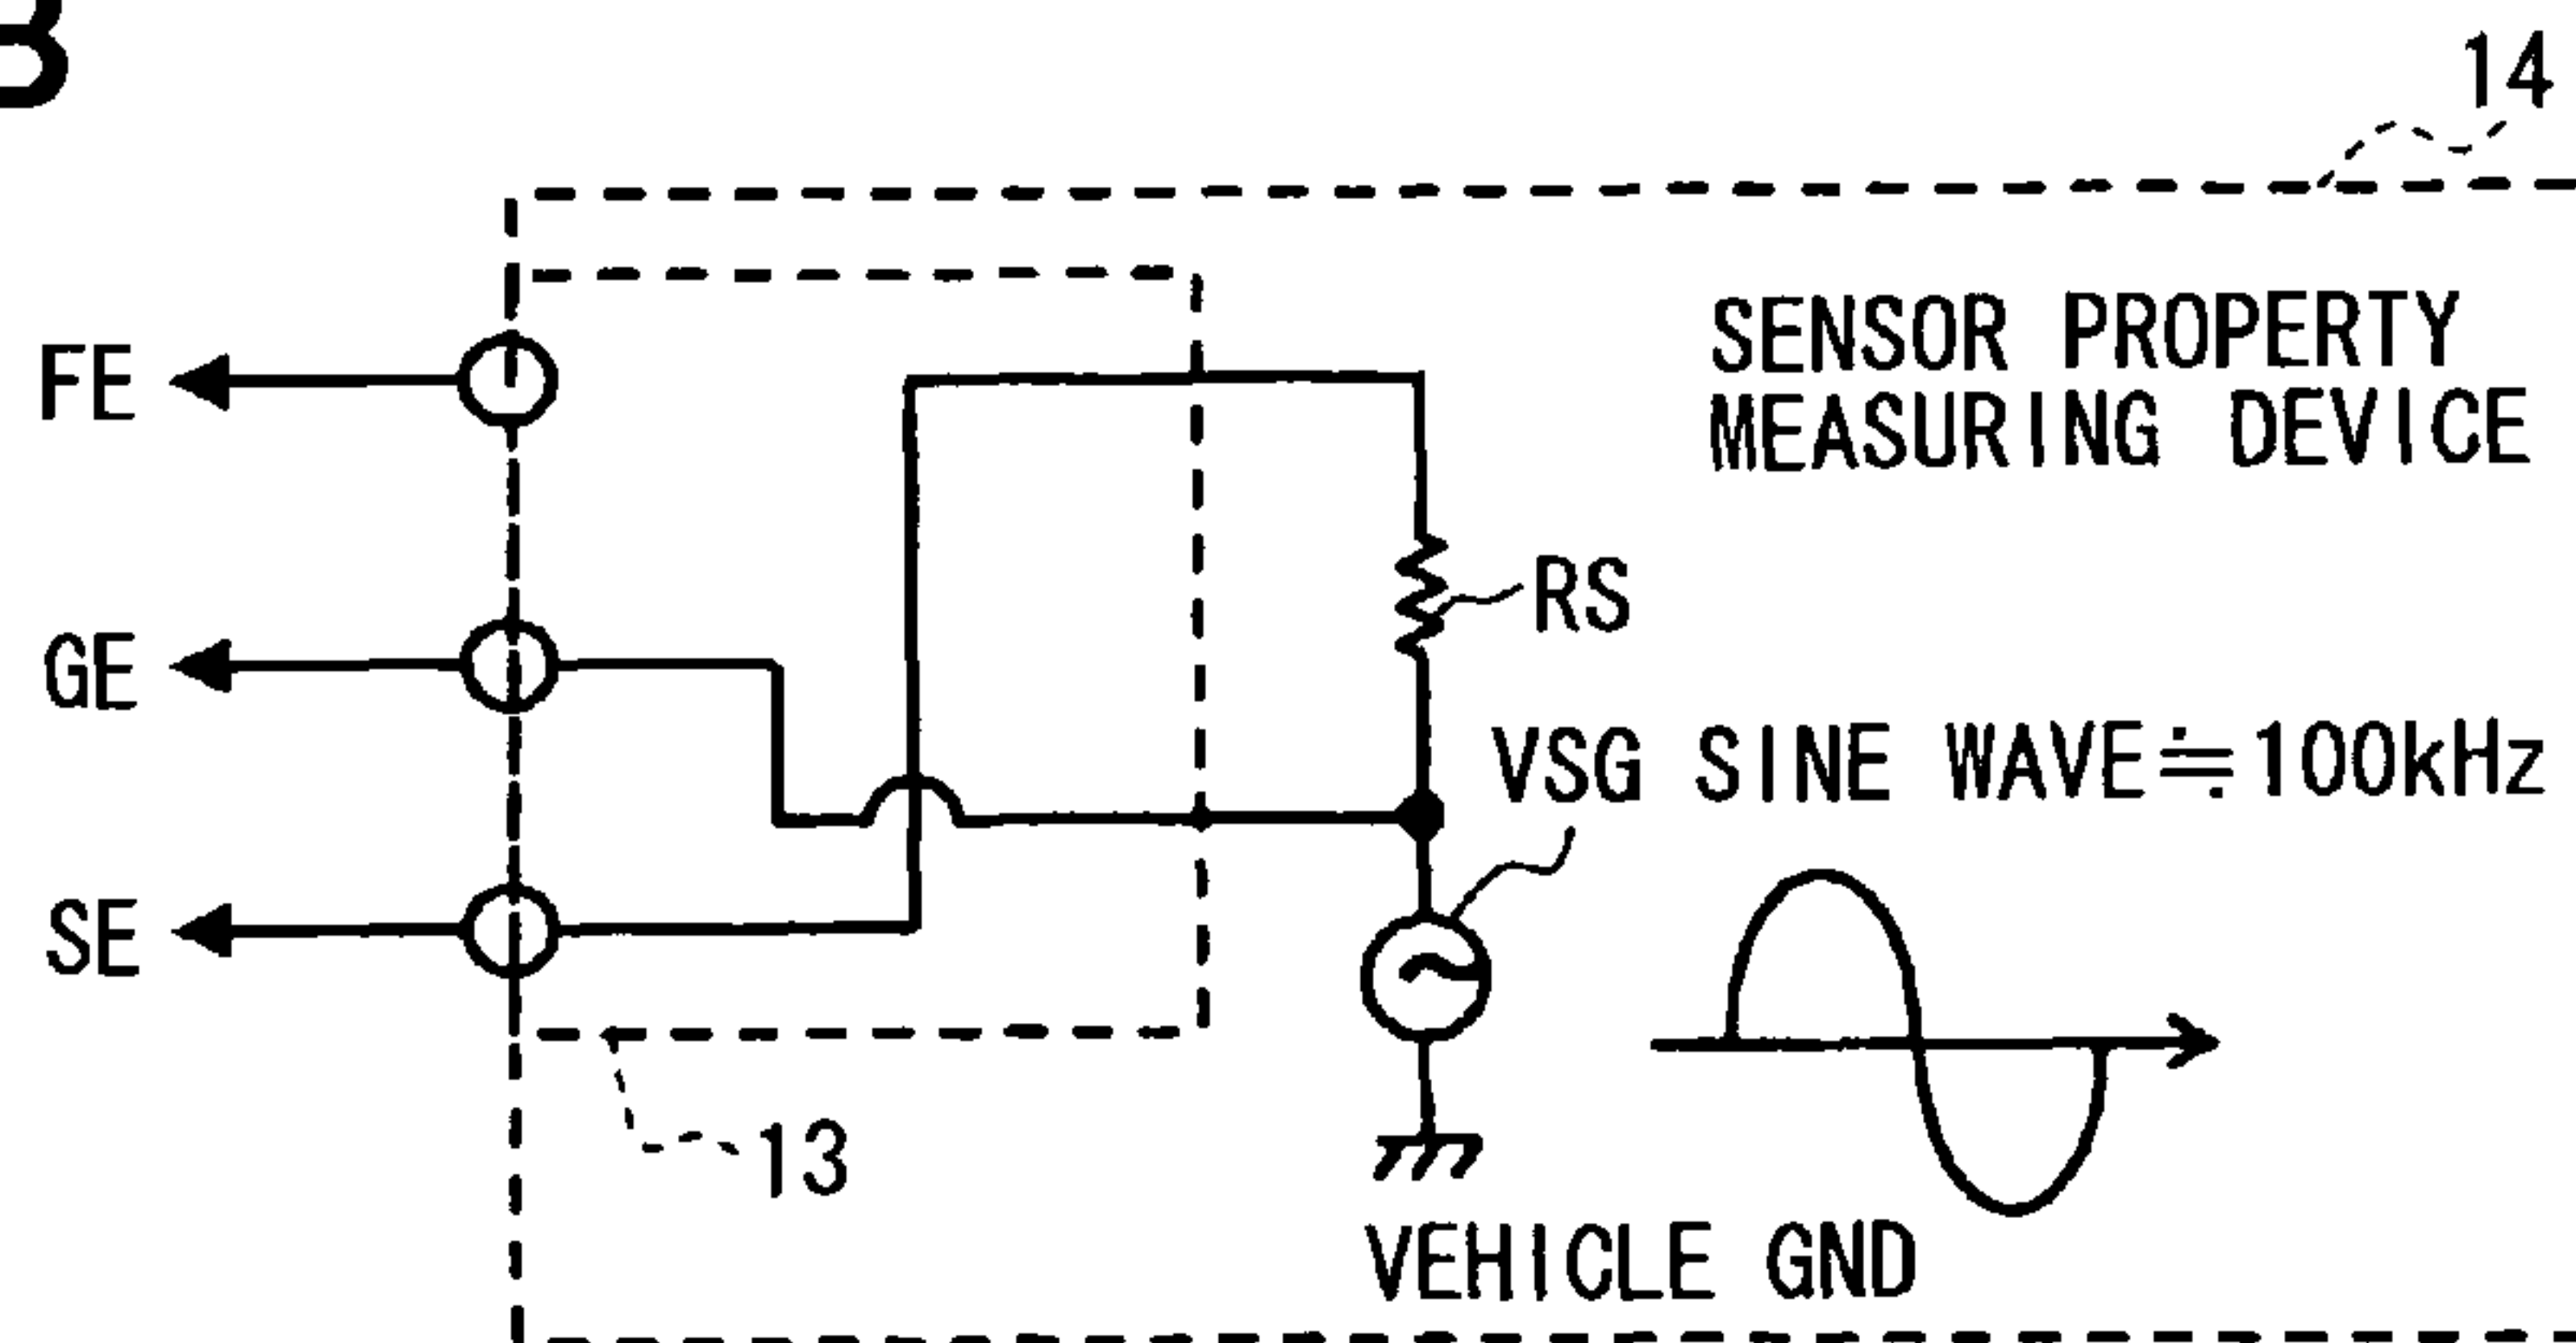 B
14
SENSOR PROPERTY
MEASURING DEVICE
FE
GE
SE
RS
VSG SINE WAVE≒100kHz
13
VEHICLE GND